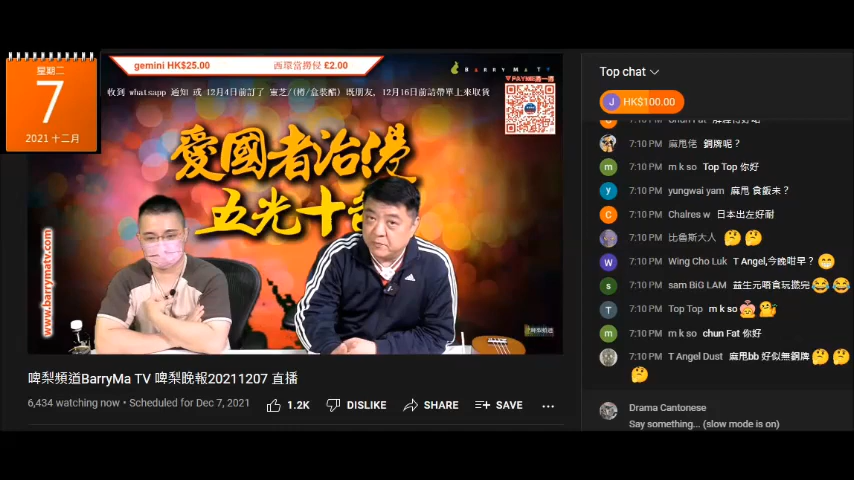 星期二
7
2021 十二月
gemini HK$25.00
西環當撈佞 £2.00
BARRY MA TV
收到 whatsapp 通知 或 12月4日前訂了 靈芝/(樽/盒裝醋) 既朋友, 12月16日前請帶單上來取貨
愛國者治
五光十
www.barrymatv.com
啤梨頻道BarryMa TV 啤梨晚報20211207 直播
6,434 watching now • Scheduled for Dec 7, 2021
1.2K
DISLIKE
SHARE
SAVE
Top chat
J HK$100.00
7:10 PM 麻甩佬 銅牌呢？
m 7:10 PM m k so Top Top 你好
y 7:10 PM yungwai yam 麻甩 食飯未？
C 7:10 PM Chalres w 日本出左好耐
7:10 PM 比魯斯大人
W 7:10 PM Wing Cho Luk T Angel,今晚咁早？
s 7:10 PM sam BiG LAM 益生元唔食玩撚完
T 7:10 PM Top Top m k so
m 7:10 PM m k so chun Fat 你好
7:10 PM T Angel Dust 麻甩bb 好似無銅牌
Drama Cantonese
Say something... (slow mode is on)